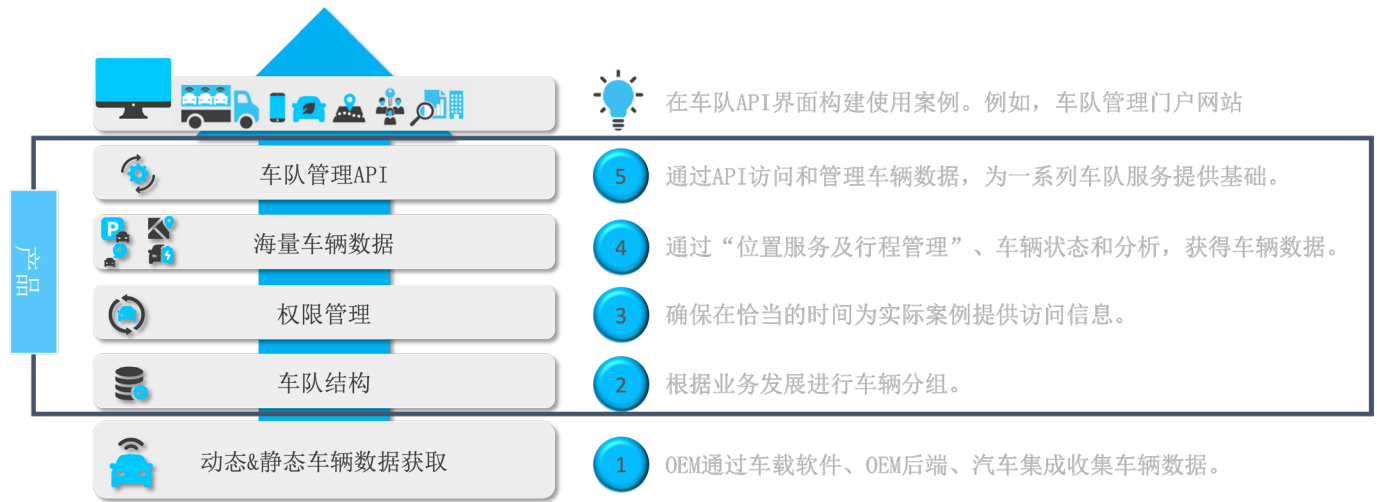 在车队API界面构建使用案例。例如，车队管理门户网站
产品
车队管理API
5
通过API访问和管理车辆数据，为一系列车队服务提供基础。
P
海量车辆数据
4
通过“位置服务及行程管理”、车辆状态和分析，获得车辆数据。
权限管理
3
确保在恰当的时间为实际案例提供访问信息。
车队结构
2
根据业务发展进行车辆分组。
动态&静态车辆数据获取
1
OEM通过车载软件、OEM后端、汽车集成收集车辆数据。